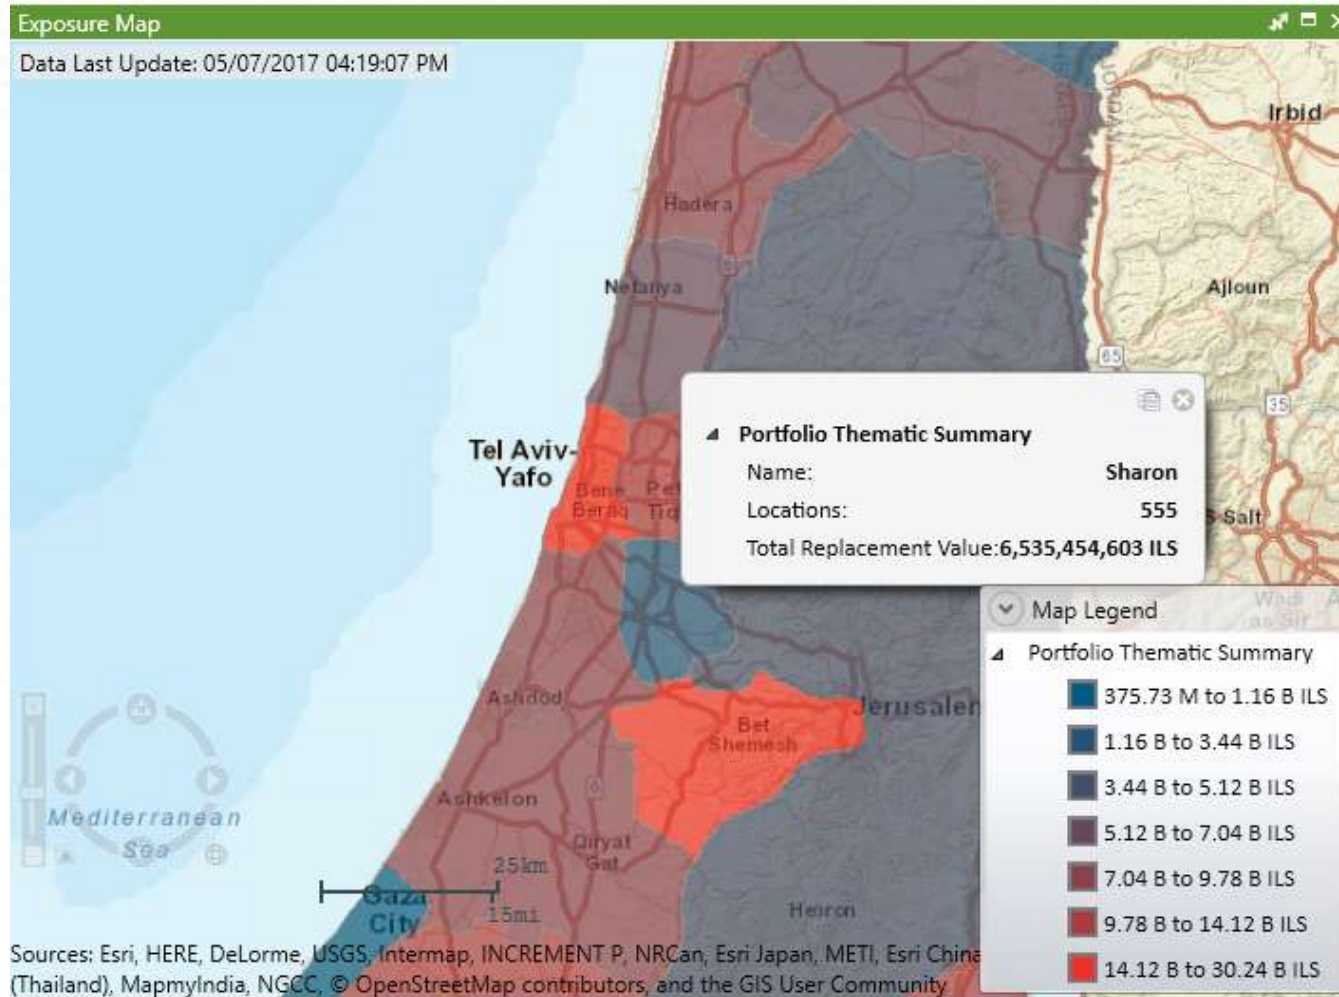 Exposure Map
Data Last Update: 05/07/2017 04:19:07 PM
JORDAN
Irbid
Hadera
Netanya
Ajloun
65
35
Tel Aviv-
Yafo
Bene
Beraq
Portfolio Thematic Summary
Name: Sharon
Locations: 555
Total Replacement Value:6,535,454,603 ILS
S Salt
Wadi
as Sir
Ashdod
Jerusalem
Bet
Shemesh
6
Ashkelon
Mediterranean
Sea
Qiryat
Gat
25km
15mi
Gaza
City
Hebron
Map Legend
Portfolio Thematic Summary
375.73 M to 1.16 B ILS
1.16 B to 3.44 B ILS
3.44 B to 5.12 B ILS
5.12 B to 7.04 B ILS
7.04 B to 9.78 B ILS
9.78 B to 14.12 B ILS
14.12 B to 30.24 B ILS
Sources: Esri, HERE, DeLorme, USGS, Intermap, INCREMENT P, NRCan, Esri Japan, METI, Esri China
(Thailand), MapmyIndia, NGCC, © OpenStreetMap contributors, and the GIS User Community